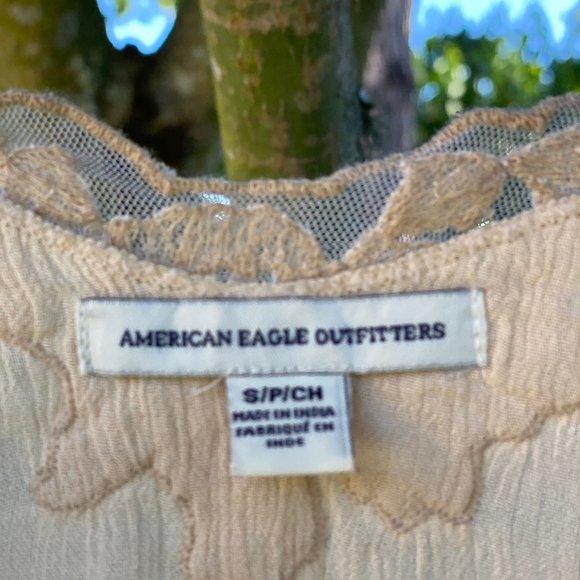 AMERICAN EAGLE OUTFITTERS
S/P/CH
MADE IN INDIA
FABRIQUÉ EN
INDE